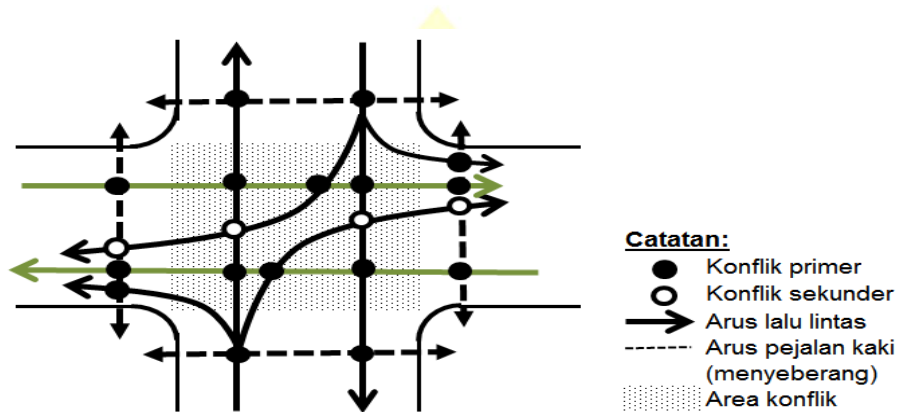 Catatan:
Konflik primer
Konflik sekunder
Arus lalu lintas
Arus pejalan kaki
(menyeberang)
Area konflik